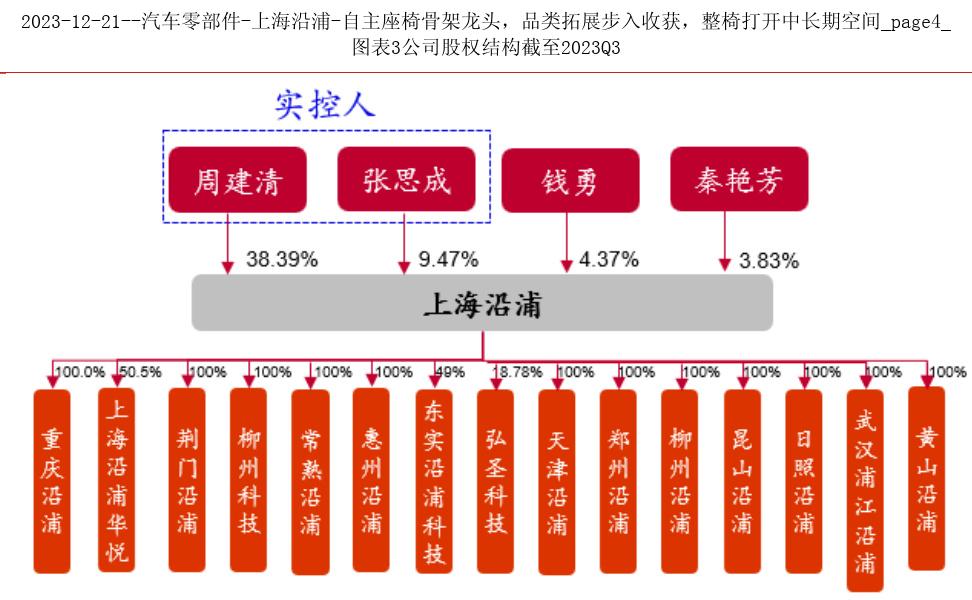 2023-12-21--汽车零部件-上海沿浦-自主座椅骨架龙头，品类拓展步入收获，整椅打开中长期空间_page4_
图表3公司股权结构截至2023Q3
实控人
周建清
张思成
钱勇
秦艳芳
38.39%
9.47%
4.37%
3.83%
上海沿浦
100.0%
50.5%
100%
100%
100%
100%
49%
18.78%
100%
100%
100%
100%
100%
100%
100%
重庆沿浦
上海沿浦华悦
荆门沿浦
柳州科技
常熟沿浦
惠州沿浦
东实沿浦科技
弘圣科技
天津沿浦
郑州沿浦
柳州沿浦
昆山沿浦
日照沿浦
武汉浦江沿浦
黄山沿浦